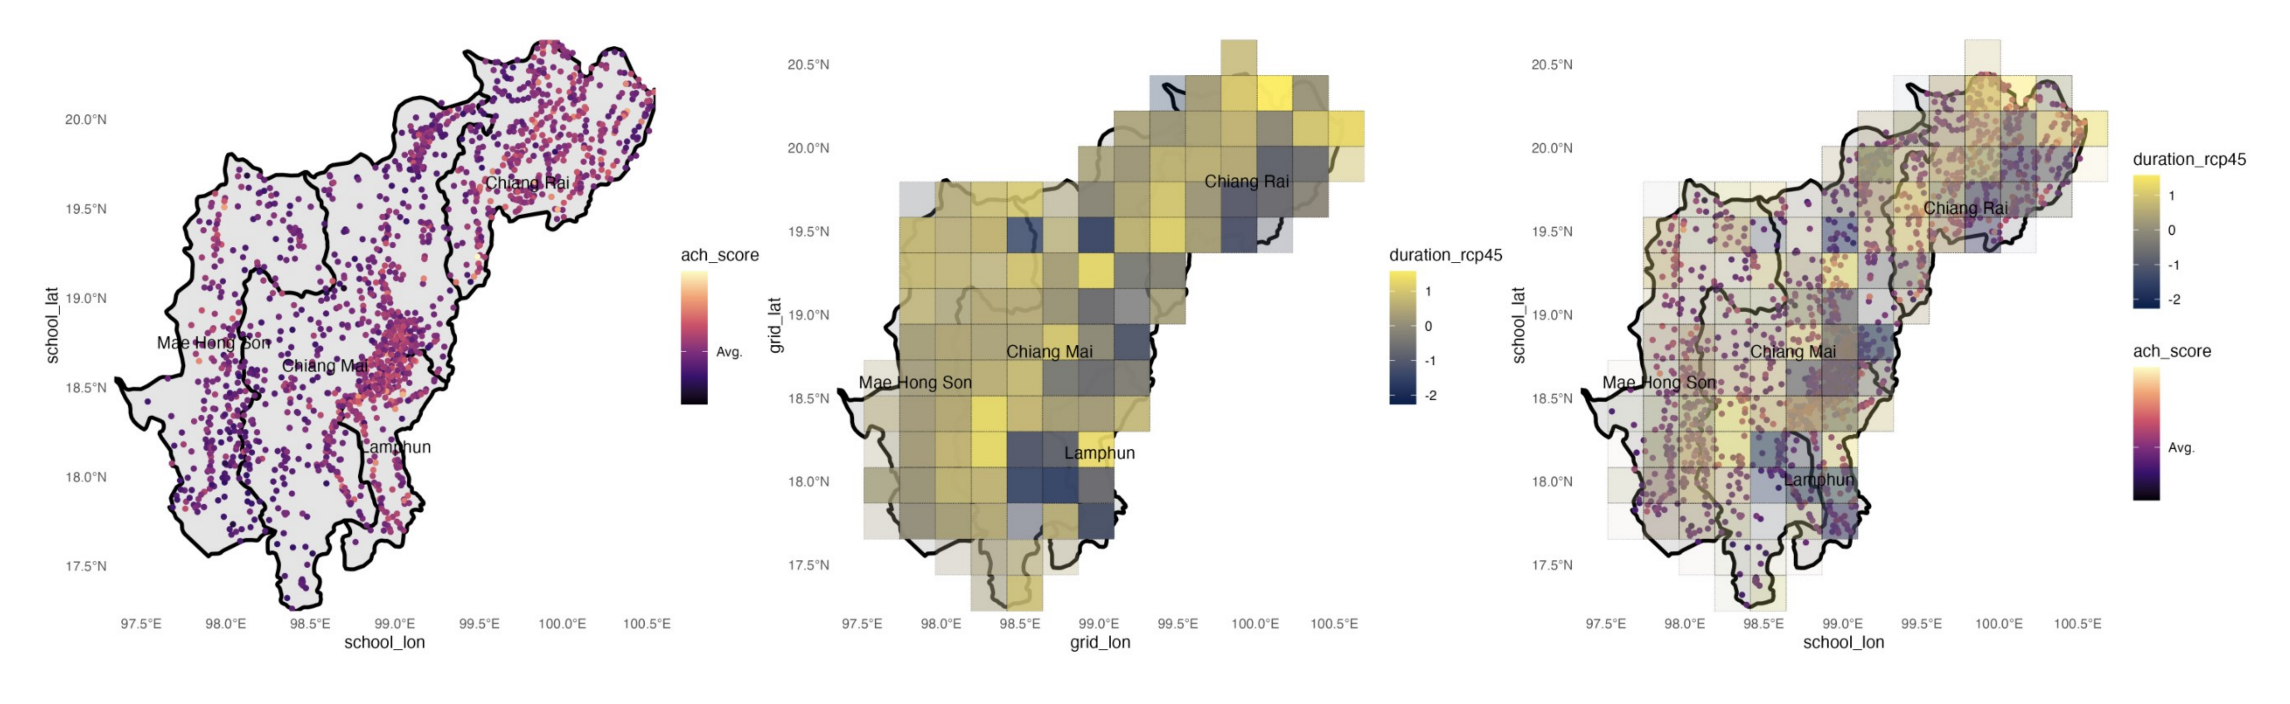 20.0°N
19.5°N
19.0°N
18.5°N
18.0°N
17.5°N
school_lat
Chiang Rai
Mae Hong Son
Chiang Mai
Lamphun
97.5°E 98.0°E 98.5°E 99.0°E 99.5°E 100.0°E 100.5°E
school_lon
ach_score
Avg.
20.5°N
20.0°N
19.5°N
19.0°N
18.5°N
18.0°N
17.5°N
grid_lat
Chiang Rai
Chiang Mai
Mae Hong Son
Lamphun
97.5°E 98.0°E 98.5°E 99.0°E 99.5°E 100.0°E 100.5°E
grid_lon
duration_rcp45
1
0
-1
-2
20.5°N
20.0°N
19.5°N
19.0°N
18.5°N
18.0°N
17.5°N
school_lat
Chiang Rai
Chiang Mai
Mae Hong Son
Lamphun
97.5°E 98.0°E 98.5°E 99.0°E 99.5°E 100.0°E 100.5°E
school_lon
duration_rcp45
1
0
-1
-2
ach_score
Avg.